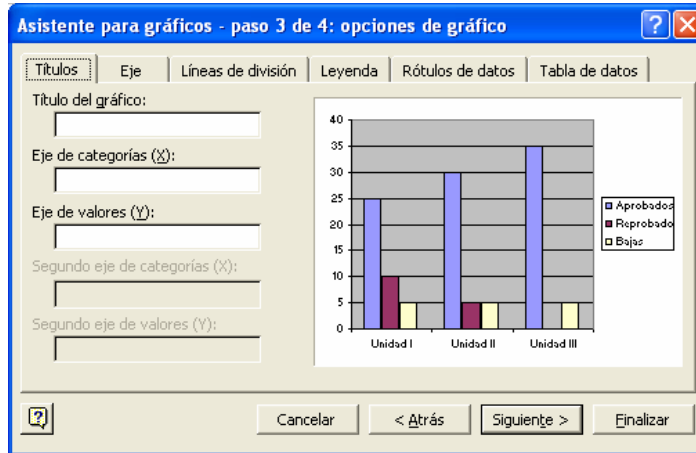 Asistente para gráficos - paso 3 de 4: opciones de gráfico
Títulos Eje Líneas de división Leyenda Rótulos de datos Tabla de datos
Título del gráfico:
Eje de categorías (X):
Eje de valores (Y):
Segundo eje de categorías (X):
Segundo eje de valores (Y):
40
35
30
25
20
15
10
5
0
Unidad I Unidad II Unidad III
Aprobados
Reprobado
Bajas
Cancelar < Atrás Siguiente > Finalizar